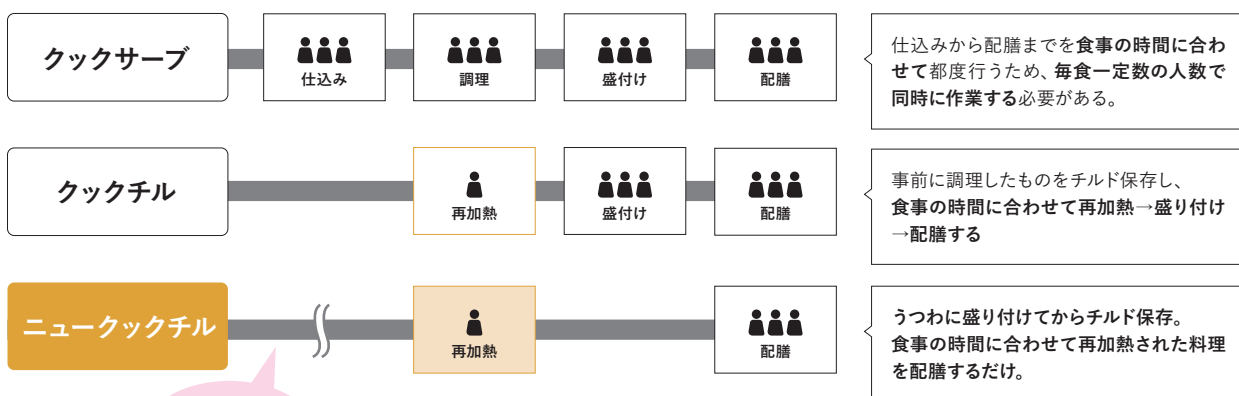 クックサーブ
仕込み
調理
盛付け
配膳
仕込みから配膳までを食事の時間に合わ
せて都度行うため、毎食一定数の人数で
同時に作業する必要がある。
クックチル
再加熱
盛付け
配膳
事前に調理したものをチルド保存し、
食事の時間に合わせて再加熱→盛り付け
→配膳する
ニュークックチル
再加熱
配膳
うつわに盛り付けてからチルド保存。
食事の時間に合わせて再加熱された料理
を配膳するだけ。